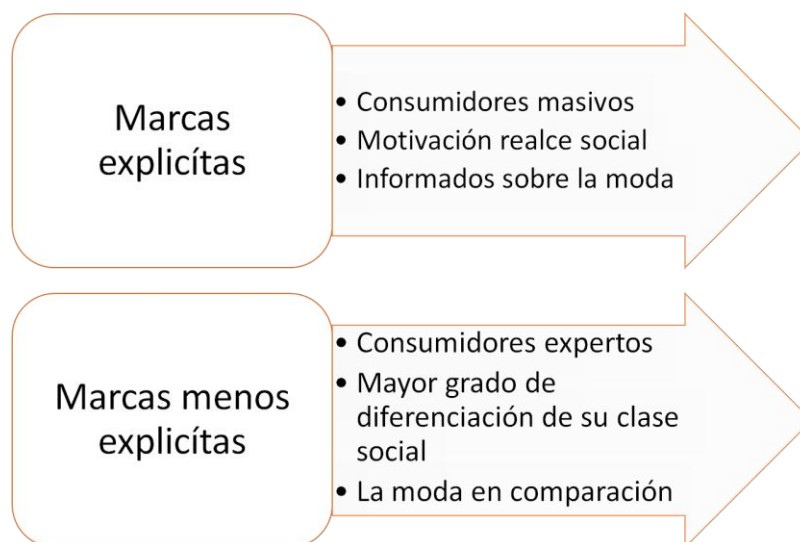 Marcas
explicítas
• Consumidores masivos
• Motivación realce social
• Informados sobre la moda
Marcas menos
explicítas
• Consumidores expertos
• Mayor grado de
diferenciación de su clase
social
• La moda en comparación